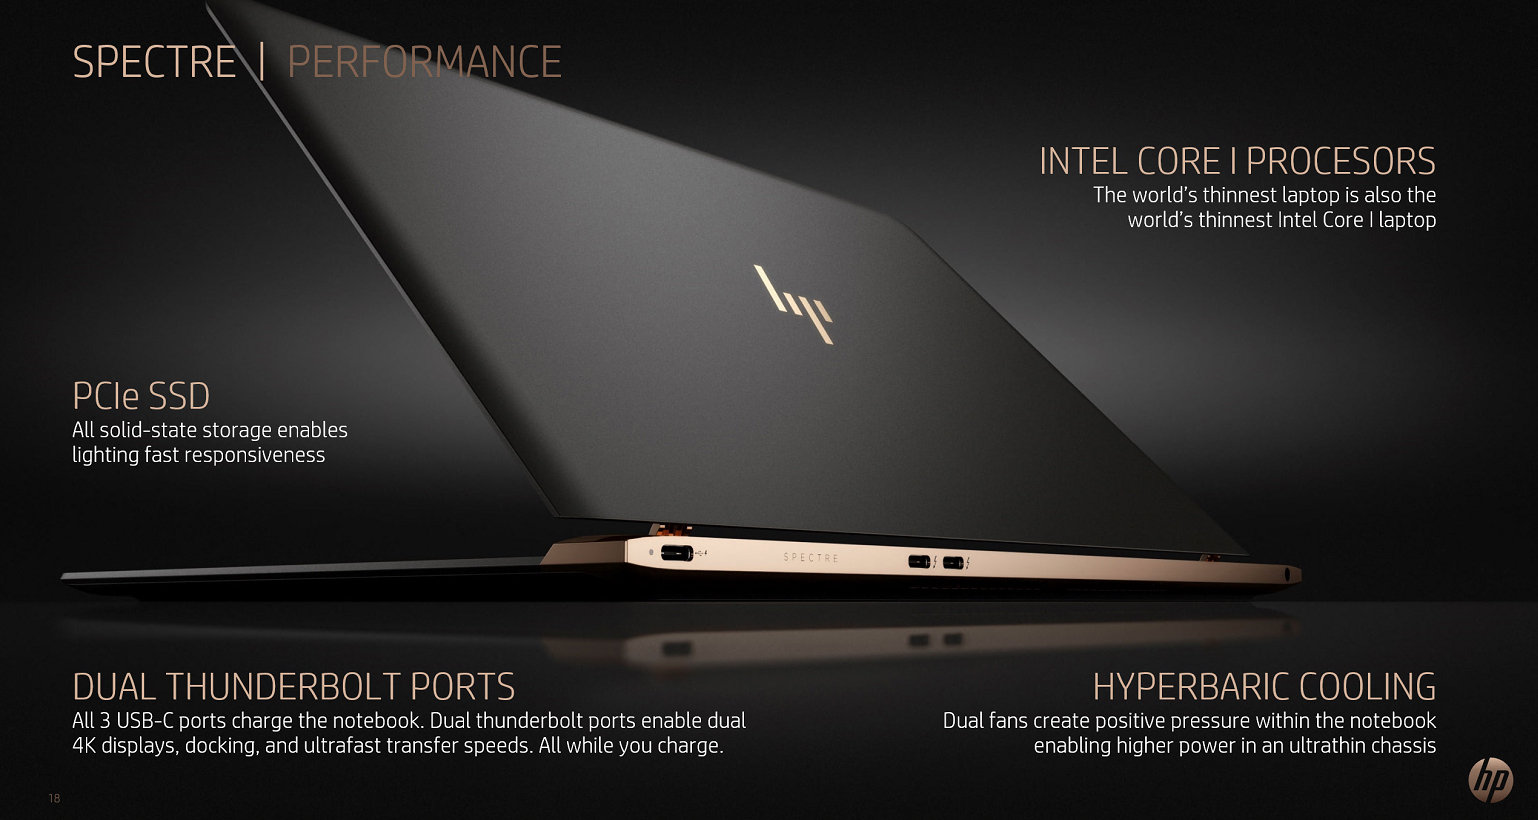 SPECTRE | PERFORMANCE
INTEL CORE I PROCESORS
The world's thinnest laptop is also the
world's thinnest Intel Core I laptop
PCIe SSD
All solid-state storage enables
lighting fast responsiveness
hp
SPECTRE
DUAL THUNDERBOLT PORTS
All 3 USB-C ports charge the notebook. Dual thunderbolt ports enable dual
4K displays, docking, and ultrafast transfer speeds. All while you charge.
HYPERBARIC COOLING
Dual fans create positive pressure within the notebook
enabling higher power in an ultrathin chassis
18
hp